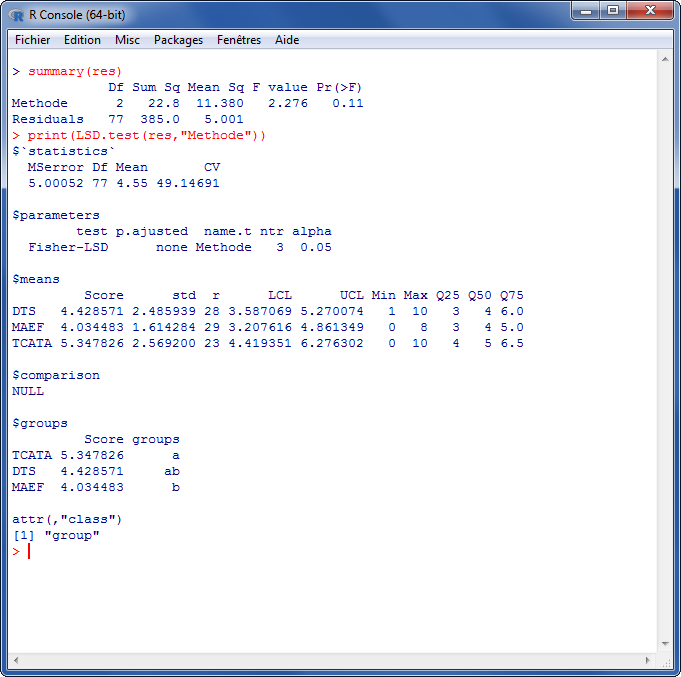 R Console (64-bit)
Fichier Edition Misc Packages Fenêtres Aide
> summary(res)
            Df Sum Sq Mean Sq F value Pr(>F)
Methode      2   22.8  11.380   2.276   0.11
Residuals   77  385.0   5.001
> print(LSD.test(res,"Methode"))
$`statistics`
  MSerror Df Mean       CV
  5.00052 77 4.55 49.14691

$parameters
        test p.ajusted  name.t ntr alpha
  Fisher-LSD      none Methode   3  0.05

$means
         Score      std  r      LCL      UCL Min Max Q25 Q50 Q75
DTS   4.428571 2.485939 28 3.587069 5.270074   1  10   3   4 6.0
MAEF  4.034483 1.614284 29 3.207616 4.861349   0   8   3   4 5.0
TCATA 5.347826 2.569200 23 4.419351 6.276302   0  10   4   5 6.5

$comparison
NULL

$groups
         Score groups
TCATA 5.347826      a
DTS   4.428571     ab
MAEF  4.034483      b

attr(,"class")
[1] "group"
>